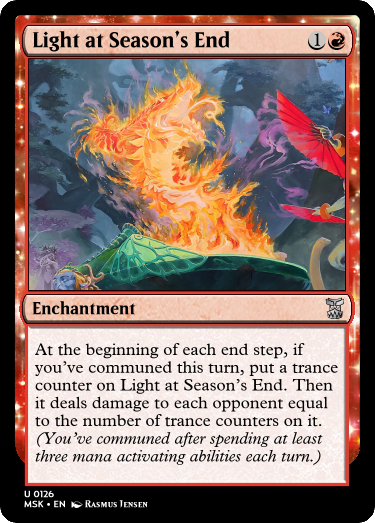 Light at Season's End
1
Enchantment
At the beginning of each end step, if
you've communed this turn, put a trance
counter on Light at Season's End. Then
it deals damage to each opponent equal
to the number of trance counters on it.
(You've communed after spending at least
three mana activating abilities each turn.)
U 0126
MSK • EN Rasmus Jensen